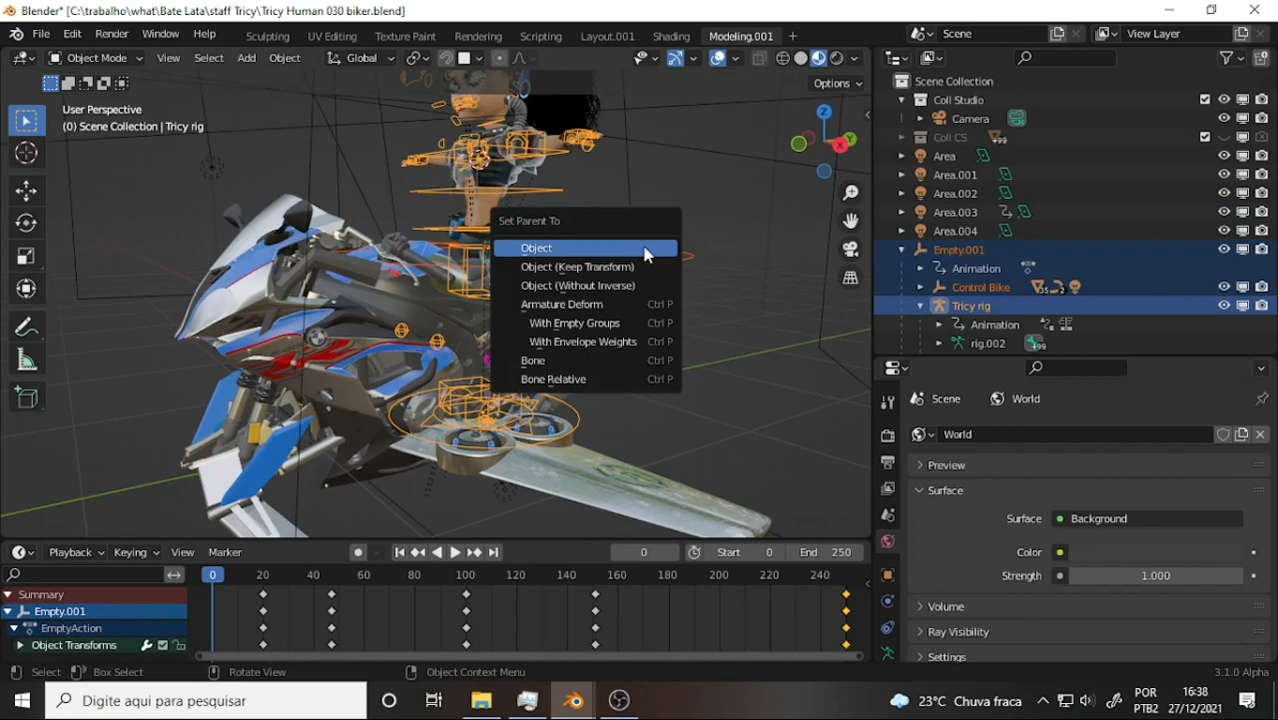 Blender* [C:\trabalho\what\Bate Lata\staff Tricy\Tricy Human 030 biker.blend]
File Edit Render Window Help Sculpting UV Editing Texture Paint Rendering Scripting Layout.001 Shading Modeling.001 + Scene View Layer
Object Mode View Select Add Object Global
Options
User Perspective
(0) Scene Collection | Tricy rig
Z
Y
X
Scene Collection
Coll Studio
Camera
Coll CS +99
Area
Area.001
Area.002
Area.003
Area.004
Empty.001
Animation
Control Bike 35 2
Tricy rig
Animation
rig.002 +99
Set Parent To
Object
Object (Keep Transform)
Object (Without Inverse)
Armature Deform Ctrl P
With Empty Groups Ctrl P
With Envelope Weights Ctrl P
Bone Ctrl P
Bone Relative Ctrl P
Scene World
World
Preview
Surface
Surface Background
Color
Strength 1.000
Volume
Ray Visibility
Settings
Playback Keying View Marker 0 Start 0 End 250
0 20 40 60 80 100 120 140 160 180 200 220 240
Summary
Empty.001
EmptyAction
Object Transforms
Select Box Select Rotate View Object Context Menu 3.1.0 Alpha
Digite aqui para pesquisar
23°C Chuva fraca
POR
PTB2
16:38
27/12/2021